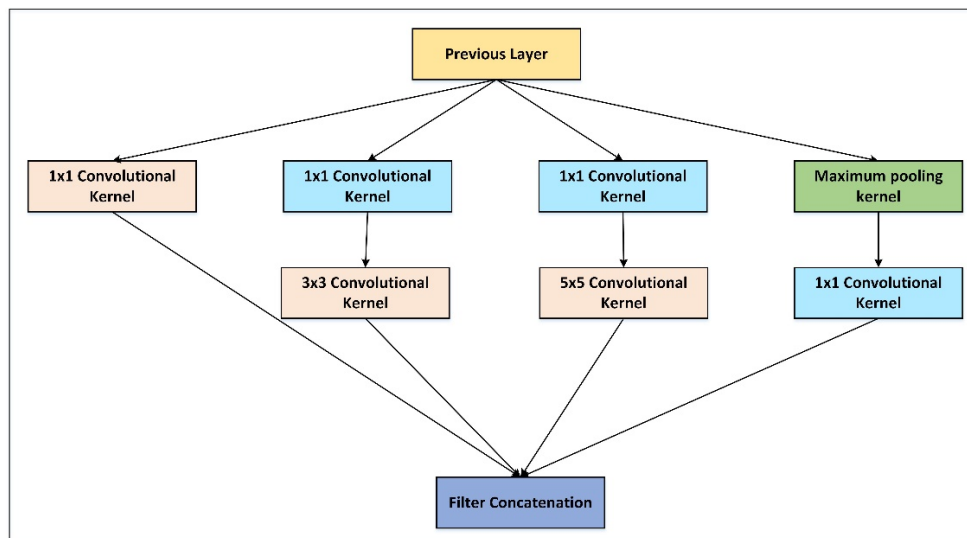 Previous Layer
1x1 Convolutional
Kernel
1x1 Convolutional
Kernel
1x1 Convolutional
Kernel
Maximum pooling
kernel
3x3 Convolutional
Kernel
5x5 Convolutional
Kernel
1x1 Convolutional
Kernel
Filter Concatenation